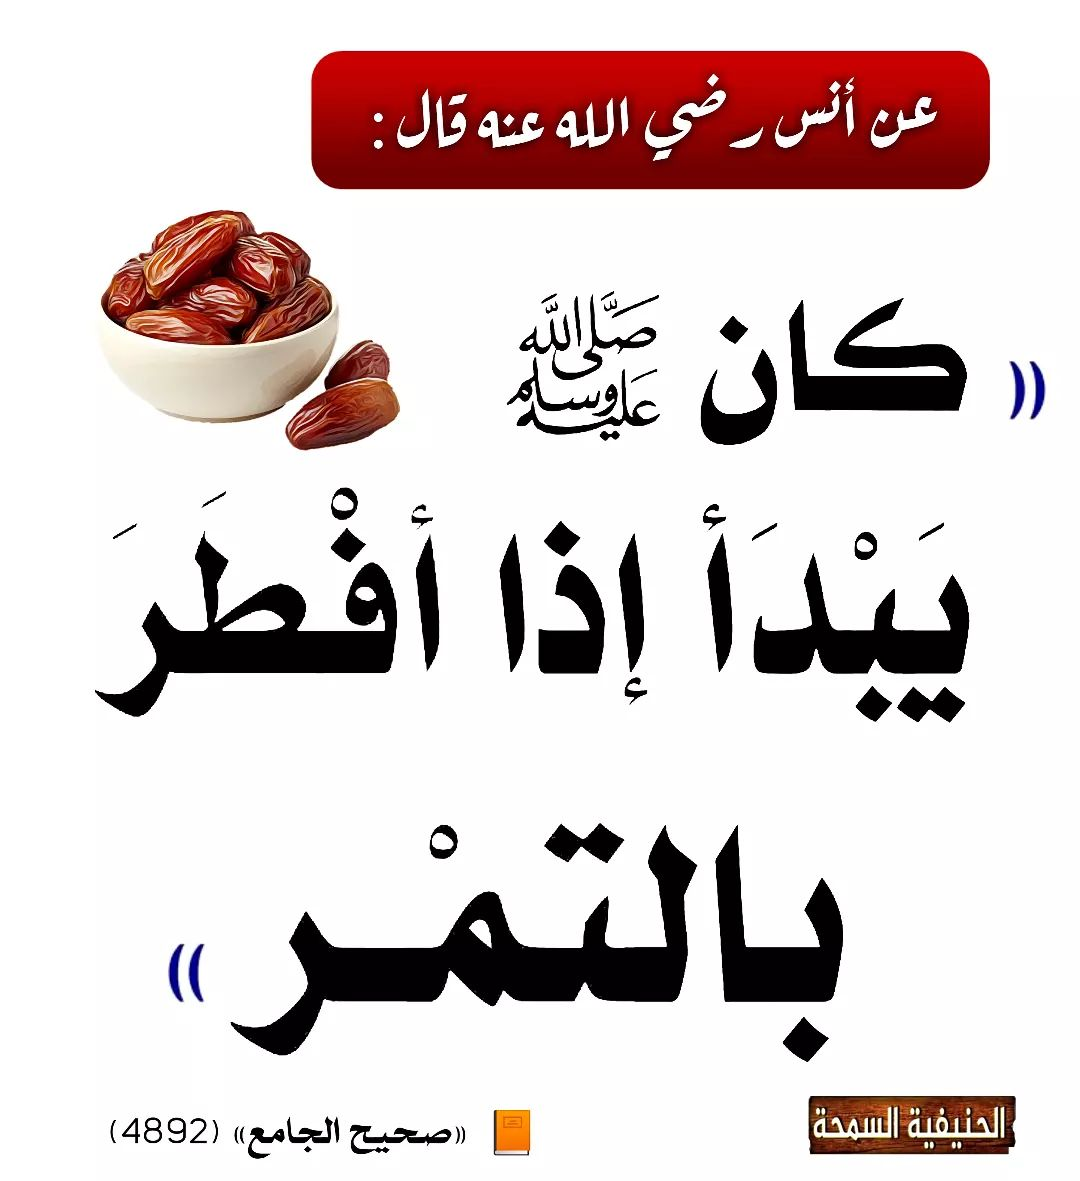 عن أنس رضي الله عنه قال :
(( كان ﷺ
يَبْدَأ إذا أفْطَرَ
بالتمْر ))
«صحيح الجامع» (4892)
الحنيفية السمحة